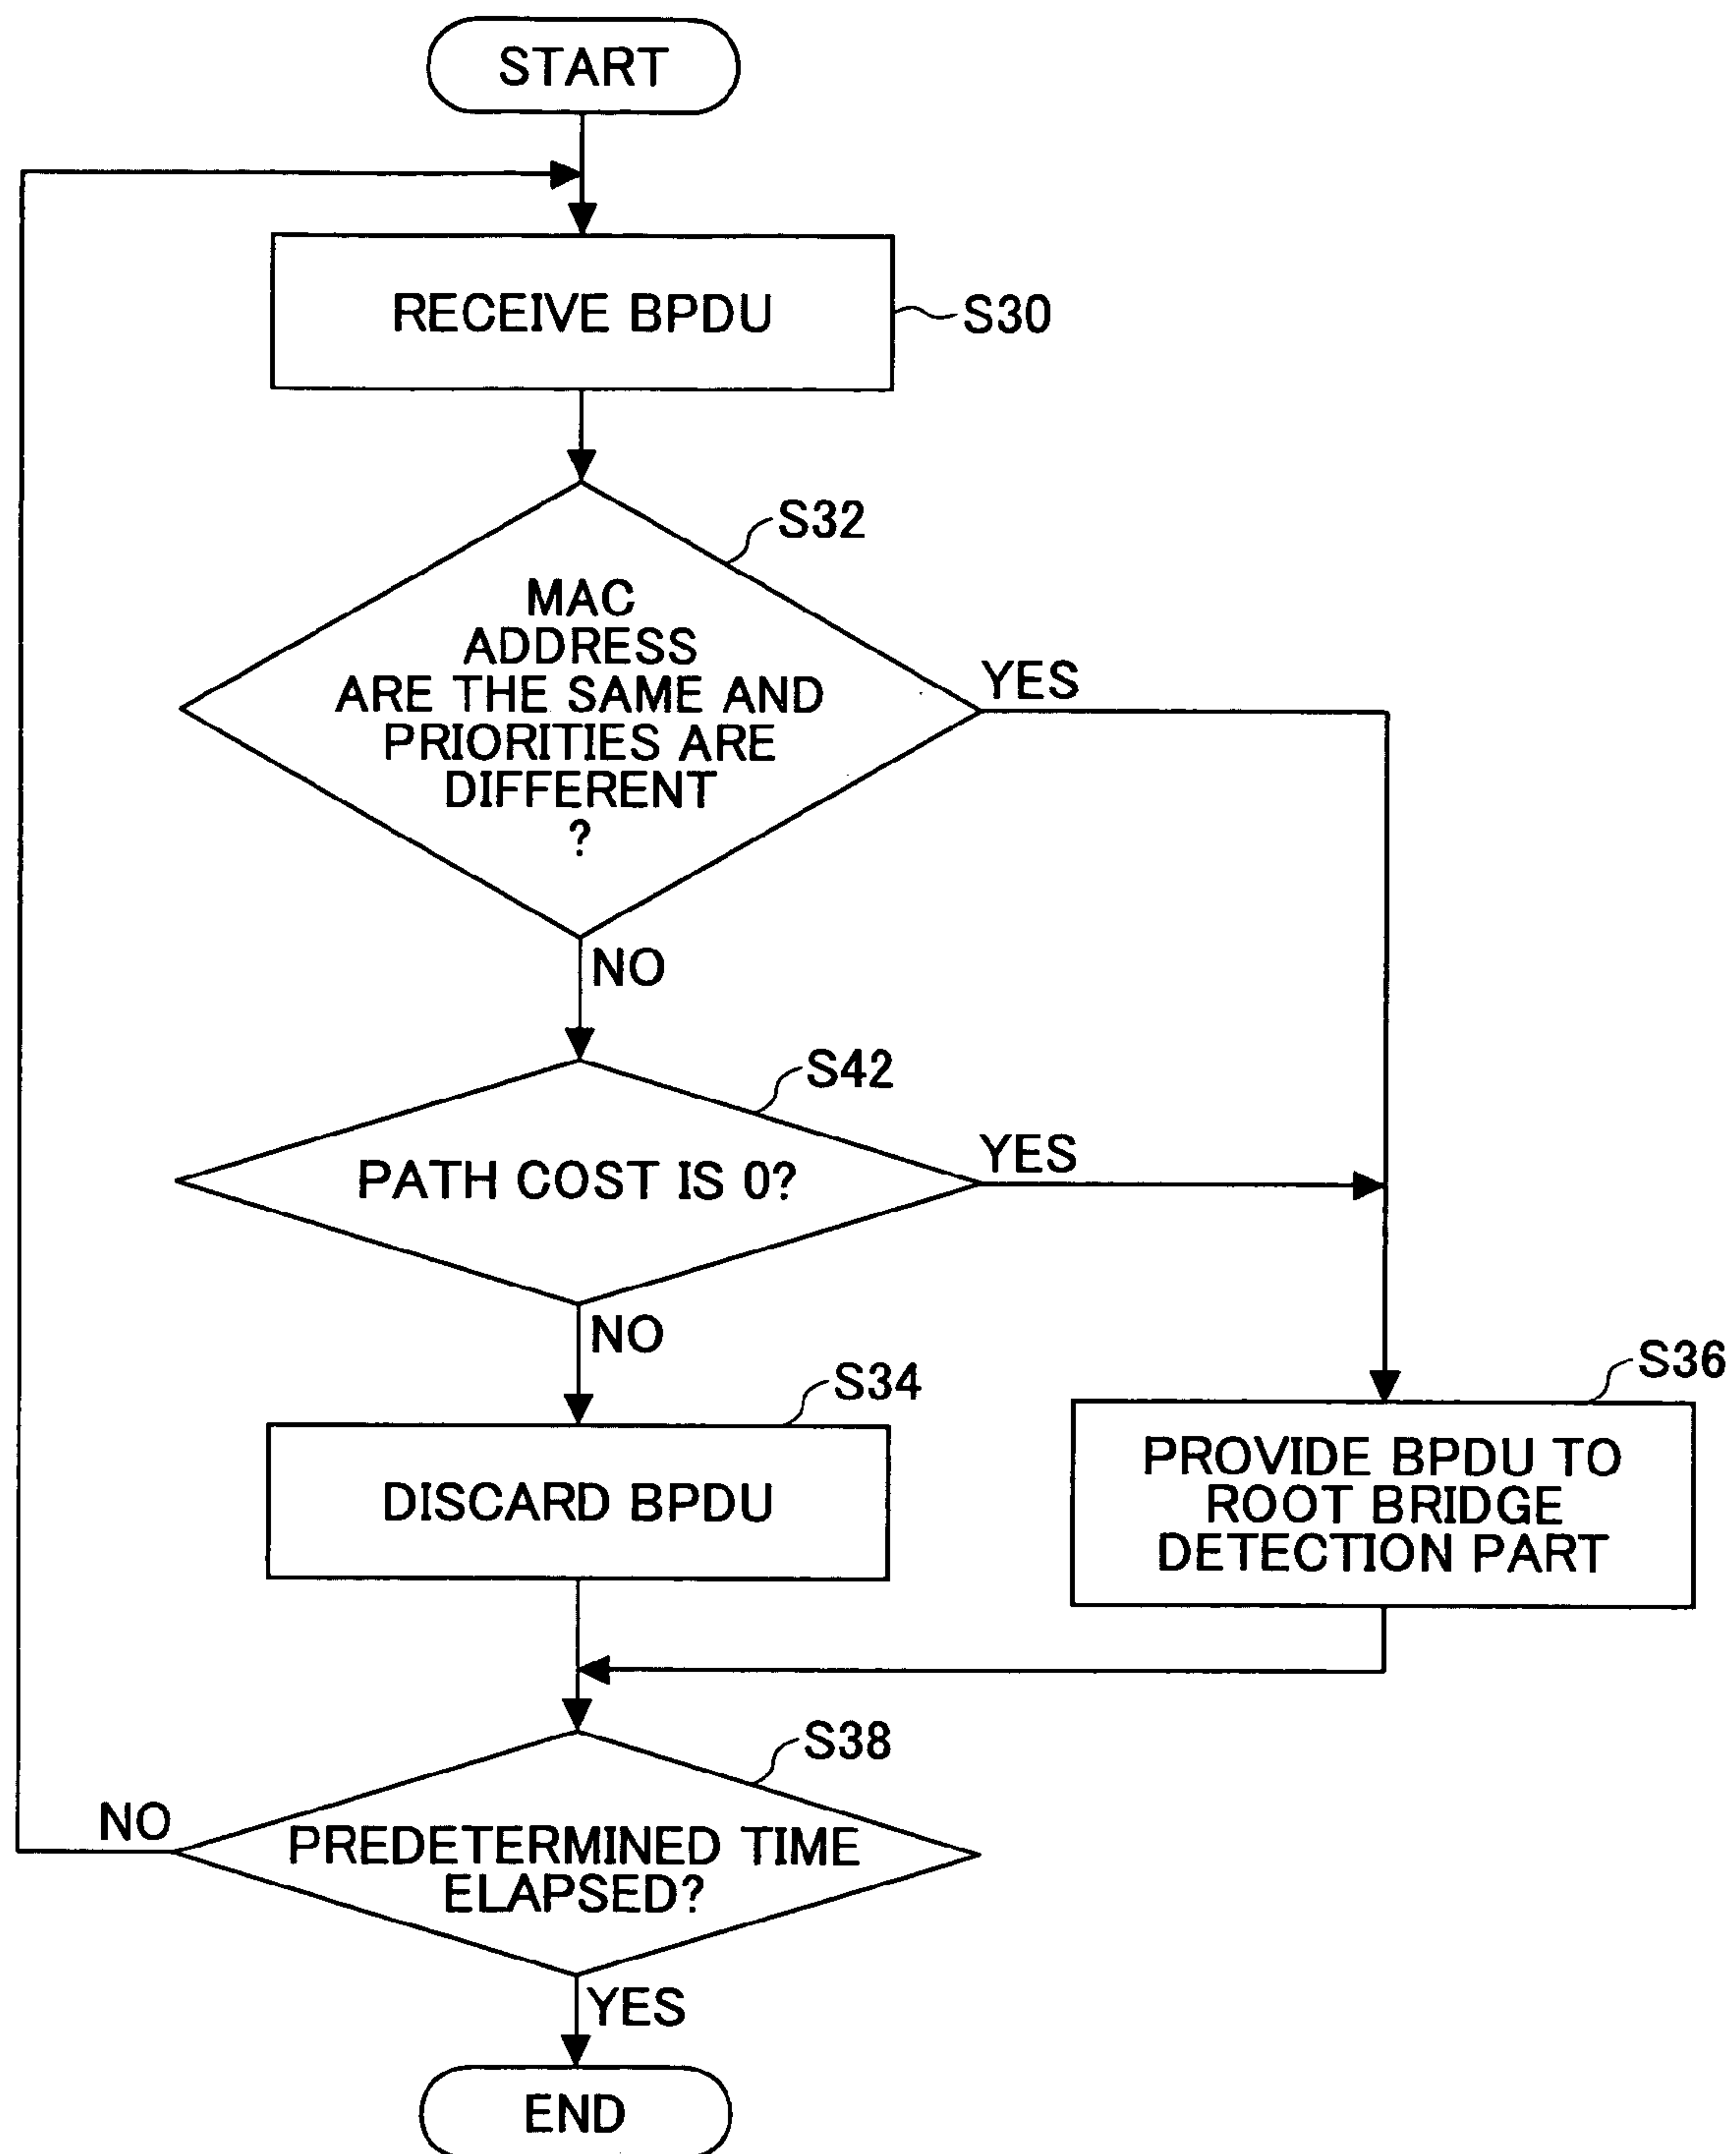 START
RECEIVE BPDU
S30
S32
MAC
ADDRESS
ARE THE SAME AND
PRIORITIES ARE
DIFFERENT
?
YES
NO
S42
PATH COST IS 0?
YES
NO
S34
DISCARD BPDU
S36
PROVIDE BPDU TO
ROOT BRIDGE
DETECTION PART
S38
NO
PREDETERMINED TIME
ELAPSED?
YES
END